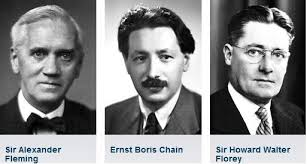 Sir Alexander
Fleming
Ernst Boris Chain
Sir Howard Walter
Florey